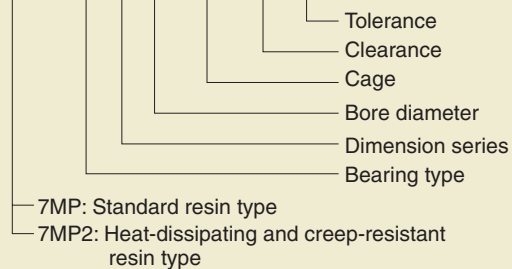 Tolerance
Clearance
Cage
Bore diameter
Dimension series
Bearing type
7MP: Standard resin type
7MP2: Heat-dissipating and creep-resistant
resin type